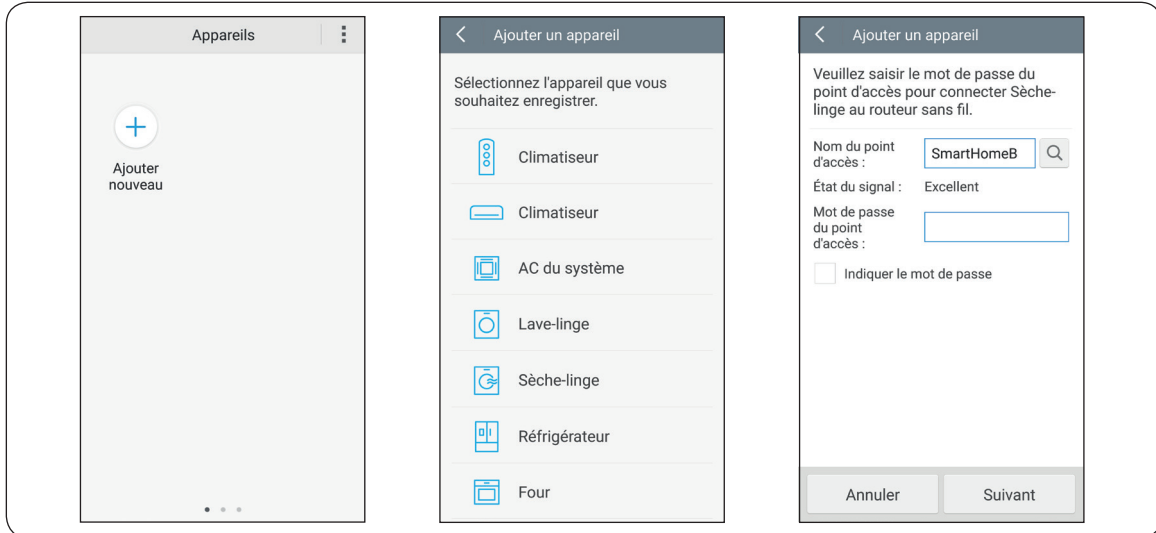 Appareils
Ajouter
nouveau
Ajouter un appareil
Sélectionnez l'appareil que vous
souhaitez enregistrer.
Climatiseur
Climatiseur
AC du système
Lave-linge
Sèche-linge
Réfrigérateur
Four
Ajouter un appareil
Veuillez saisir le mot de passe du
point d'accès pour connecter Sèche-
linge au routeur sans fil.
Nom du point
d'accès :
SmartHomeB
État du signal :
Excellent
Mot de passe
du point
d'accès :
Indiquer le mot de passe
Annuler
Suivant